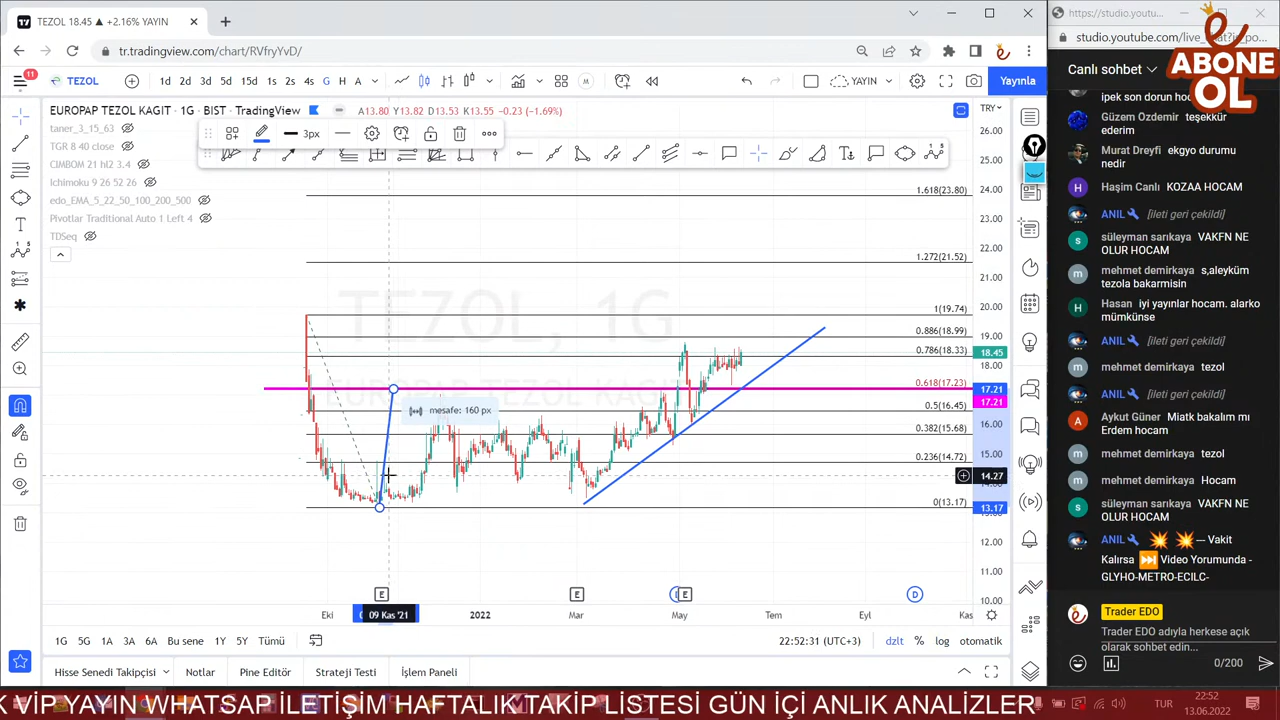 TEZOL 18.45 ▲ +2.16% YAYIN
https://studio.youtu...
tr.tradingview.com/chart/RVfryYvD/
studio.youtube.com/live_chat?is_po...
ABONE
OL
11
TEZOL
1d 2d 3d 5d 15d 1s 2s 4s G H A
YAYIN
Yayınla
Canlı sohbet
EUROPAP TEZOL KAGIT · 1G · BIST · TradingView
A13.80 Y13.82 D13.53 K13.55 -0.23 (-1.69%)
TRY
taner_3_15_63
TGR 8 40 close
CIMBOM 21 hl2 3.4
Ichimoku 9 26 52 26
edo_EMA_5_22_50_100_200_500
Pivotlar Traditional Auto 1 Left 4
TDSeq
3px
TEZOL, 1G
EUROPAP TEZOL KAGIT
mesafe: 160 px
1.618(23.80)
1.272(21.52)
1(19.74)
0.886(18.99)
0.786(18.33)
0.618(17.23)
0.5(16.45)
0.382(15.68)
0.236(14.72)
0(13.17)
26.00
25.00
24.00
23.00
22.00
21.00
20.00
19.00
18.45
17.21
17.21
16.00
15.00
14.27
13.17
12.00
11.00
10.00
E E E D
Eki 09 Kas '21 2022 Mar May Tem Eyl Kas
1G 5G 1A 3A 6A Bu sene 1Y 5Y Tümü
22:52:31 (UTC+3) dzlt % log otomatik
Hisse Senedi Takipçisi Notlar Pine Editör Strateji Testi İşlem Paneli
ipek son dorun ho
Güzem Özdemir teşekkür
ederim
Murat Dreyfi ekgyo durumu
nedir
Haşim Canlı KOZAA HOCAM
ANIL [ileti geri çekildi]
süleyman sarıkaya VAKFN NE
OLUR HOCAM
mehmet demirkaya s,aleyküm
tezola bakarmisin
Hasan iyi yayınlar hocam. alarko
mümkünse
ANIL [ileti geri çekildi]
mehmet demirkaya tezol
ANIL [ileti geri çekildi]
Aykut Güner Miatk bakalım mı
Erdem hocam
mehmet demirkaya tezol
mehmet demirkaya Hocam
süleyman sarıkaya VAKFN NE
OLUR HOCAM
ANIL 💥 💥 --- Vakit
Kalırsa ⏭ Video Yorumunda -
GLYHO-METRO-ECILC-
Trader EDO
Trader EDO adıyla herkese açık
olarak sohbet edin...
0/200
K VİP YAYIN WHATSAP İLETİŞİM HAFTALIK TAKİP LİSTESİ GÜN İÇİ ANLIK ANALİZLER
TUR
22:52
13.06.2022